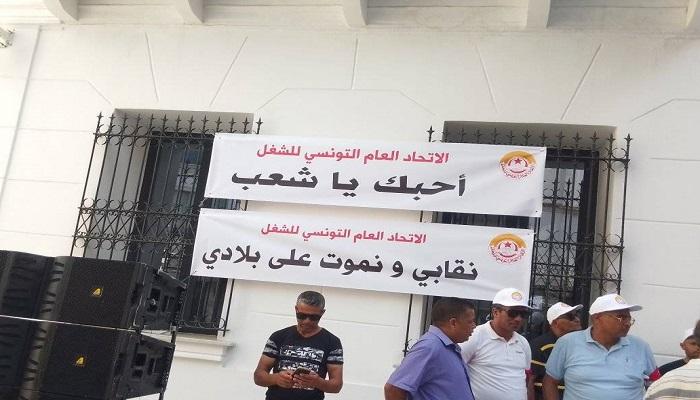 الاتحاد العام التونسي للشغل
أحبك يا شعب
الاتحاد العام التونسي للشغل
نقابي و نموت على بلادي